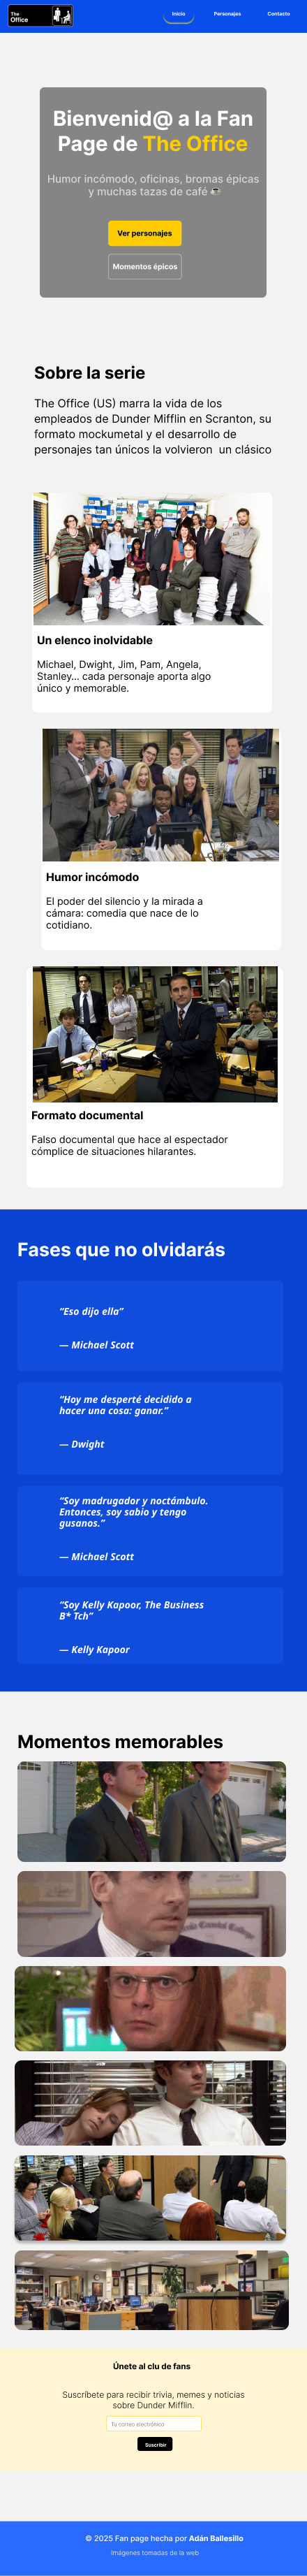 The
Office
Inicio
Personajes
Contacto
Bienvenid@ a la Fan
Page de The Office
Humor incómodo, oficinas, bromas épicas
y muchas tazas de café
Ver personajes
Momentos épicos
Sobre la serie
The Office (US) marra la vida de los
empleados de Dunder Mifflin en Scranton, su
formato mockumetal y el desarrollo de
personajes tan únicos la volvieron un clásico
Un elenco inolvidable
Michael, Dwight, Jim, Pam, Angela,
Stanley... cada personaje aporta algo
único y memorable.
Humor incómodo
El poder del silencio y la mirada a
cámara: comedia que nace de lo
cotidiano.
Formato documental
Falso documental que hace al espectador
cómplice de situaciones hilarantes.
Fases que no olvidarás
“Eso dijo ella”
— Michael Scott
“Hoy me desperté decidido a
hacer una cosa: ganar.”
— Dwight
“Soy madrugador y noctámbulo.
Entonces, soy sabio y tengo
gusanos.”
— Michael Scott
“Soy Kelly Kapoor, The Business
B* Tch”
— Kelly Kapoor
Momentos memorables
Únete al clu de fans
Suscríbete para recibir trivia, memes y noticias
sobre Dunder Mifflin.
Tu correo electrónico
Suscribir
© 2025 Fan page hecha por Adán Ballesillo
Imágenes tomadas de la web